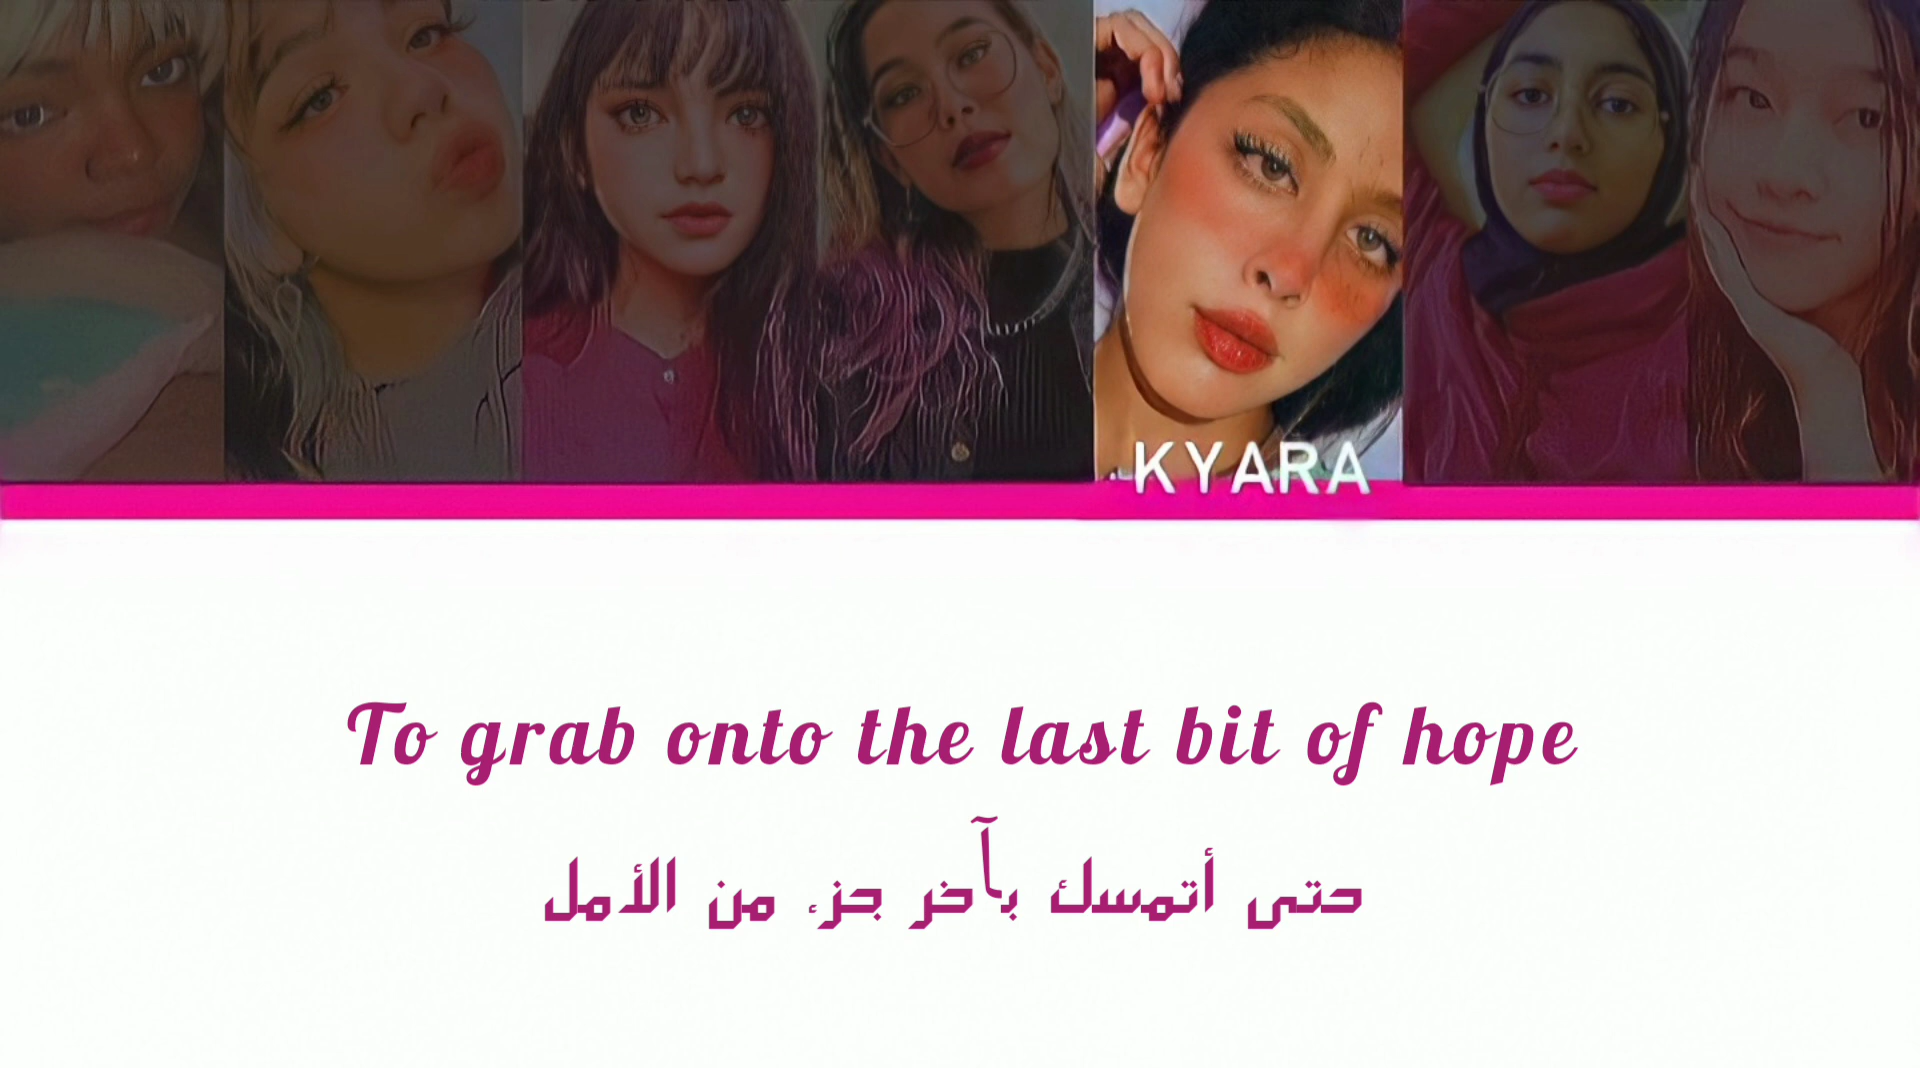 KYARA
To grab onto the last bit of hope
حتى أتمسك بآخر جزء من الأمل